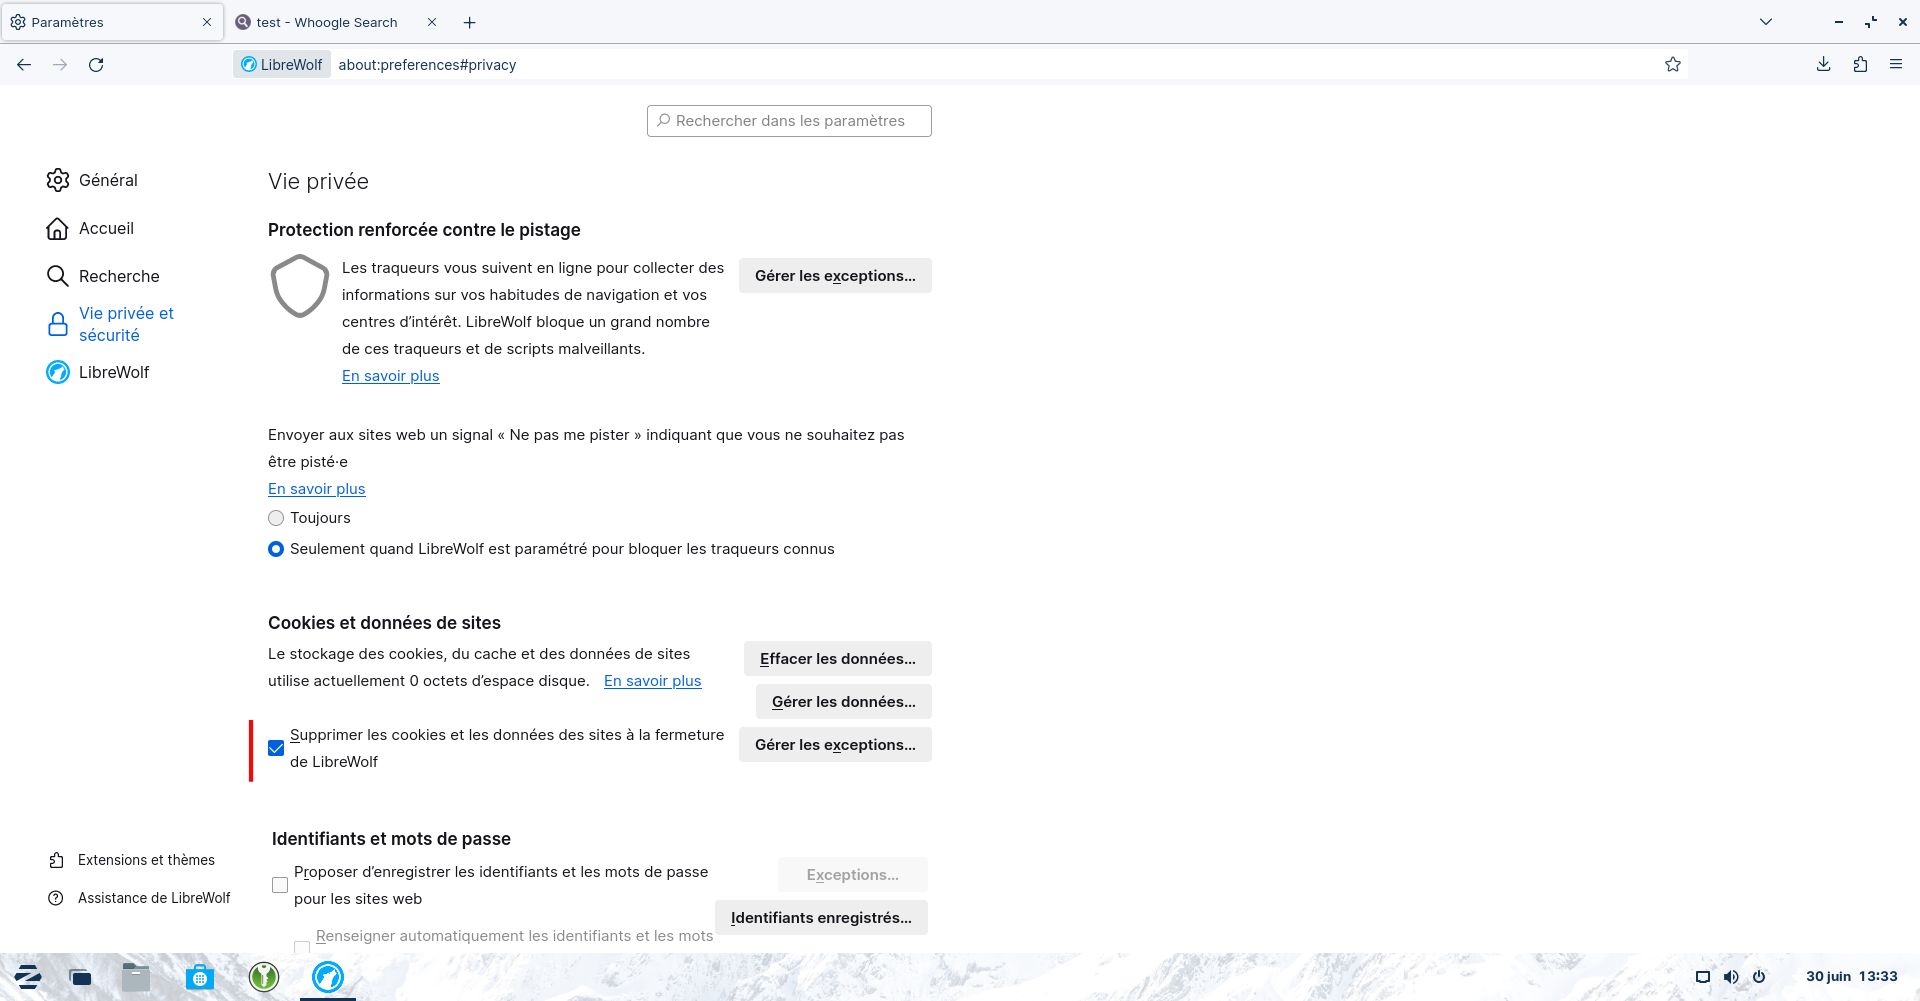 Paramètres
test - Whoogle Search
LibreWolf
about:preferences#privacy
Rechercher dans les paramètres
Général
Accueil
Recherche
Vie privée et
sécurité
LibreWolf
Extensions et thèmes
Assistance de LibreWolf
Vie privée
Protection renforcée contre le pistage
Les traqueurs vous suivent en ligne pour collecter des
informations sur vos habitudes de navigation et vos
centres d’intérêt. LibreWolf bloque un grand nombre
de ces traqueurs et de scripts malveillants.
En savoir plus
Gérer les exceptions…
Envoyer aux sites web un signal « Ne pas me pister » indiquant que vous ne souhaitez pas
être pisté·e
En savoir plus
Toujours
Seulement quand LibreWolf est paramétré pour bloquer les traqueurs connus
Cookies et données de sites
Le stockage des cookies, du cache et des données de sites
utilise actuellement 0 octets d’espace disque. En savoir plus
Effacer les données…
Gérer les données…
Supprimer les cookies et les données des sites à la fermeture
de LibreWolf
Gérer les exceptions…
Identifiants et mots de passe
Proposer d’enregistrer les identifiants et les mots de passe
pour les sites web
Exceptions…
Identifiants enregistrés…
Renseigner automatiquement les identifiants et les mots
30 juin 13:33